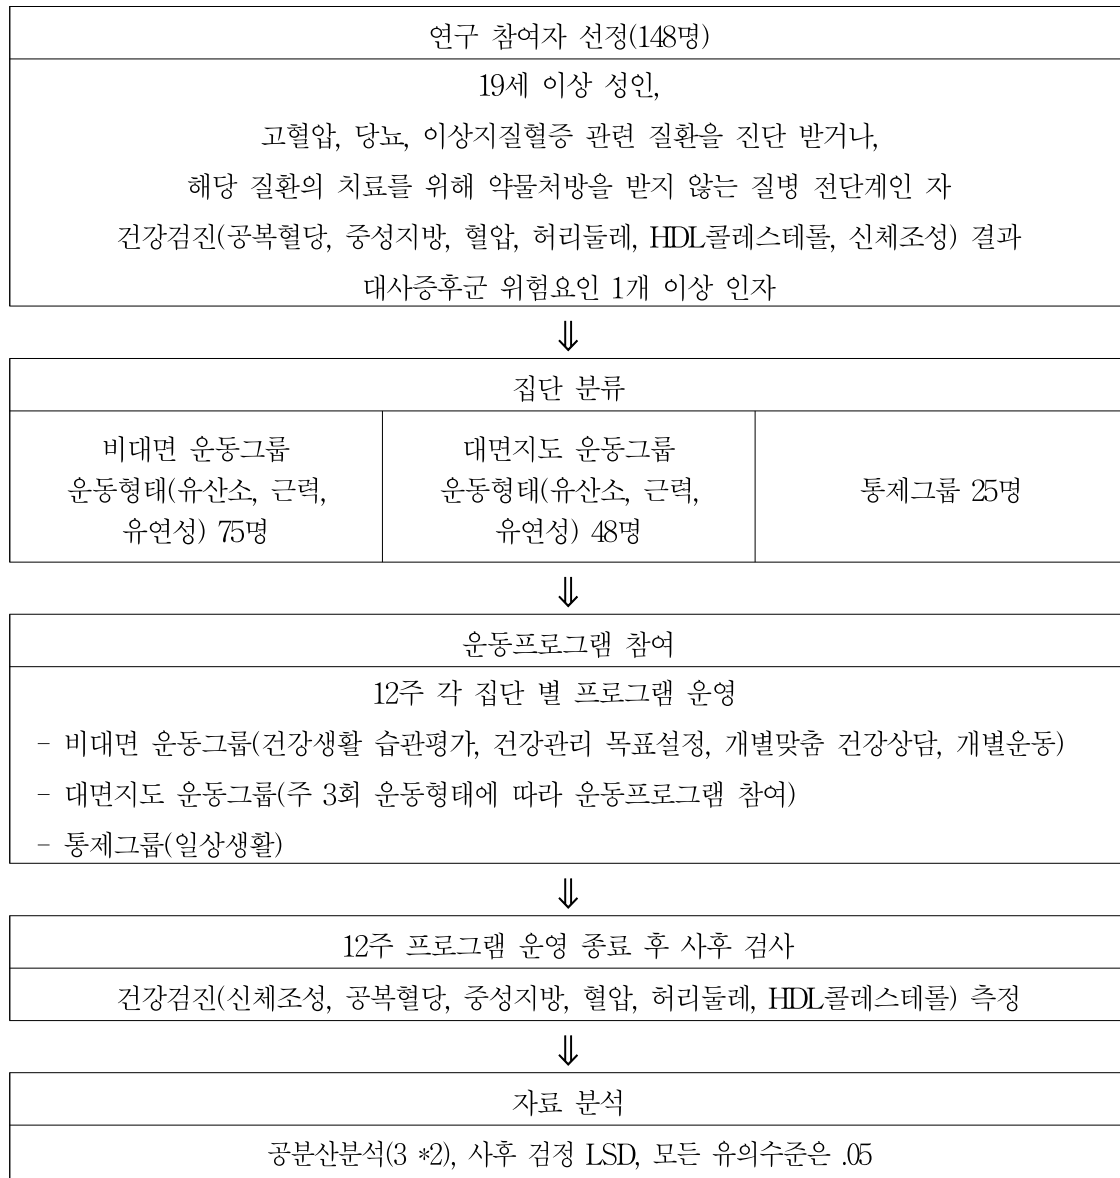 연구 참여자 선정(148명)
19세 이상 성인,
고혈압, 당뇨, 이상지질혈증 관련 질환을 진단 받거나,
해당 질환의 치료를 위해 약물처방을 받지 않는 질병 전단계인 자
건강검진(공복혈당, 중성지방, 혈압, 허리둘레, HDL콜레스테롤, 신체조성) 결과
대사증후군 위험요인 1개 이상 인자
⇓
집단 분류
비대면 운동그룹
운동형태(유산소, 근력,
유연성) 75명
대면지도 운동그룹
운동형태(유산소, 근력,
유연성) 48명
통제그룹 25명
⇓
운동프로그램 참여
12주 각 집단 별 프로그램 운영
- 비대면 운동그룹(건강생활 습관평가, 건강관리 목표설정, 개별맞춤 건강상담, 개별운동)
- 대면지도 운동그룹(주 3회 운동형태에 따라 운동프로그램 참여)
- 통제그룹(일상생활)
⇓
12주 프로그램 운영 종료 후 사후 검사
건강검진(신체조성, 공복혈당, 중성지방, 혈압, 허리둘레, HDL콜레스테롤) 측정
⇓
자료 분석
공분산분석(3 *2), 사후 검정 LSD, 모든 유의수준은 .05